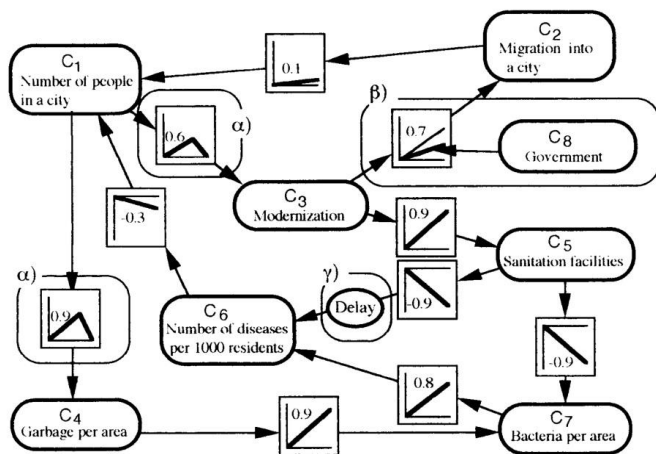 C1
Number of people
in a city
0.1
C2
Migration into
a city
α)
0.6
β)
0.7
C8
Government
C3
Modernization
-0.3
0.9
C5
Sanitation facilities
α)
0.9
γ)
Delay
-0.9
C6
Number of diseases
per 1000 residents
-0.9
0.8
C4
Garbage per area
0.9
C7
Bacteria per area